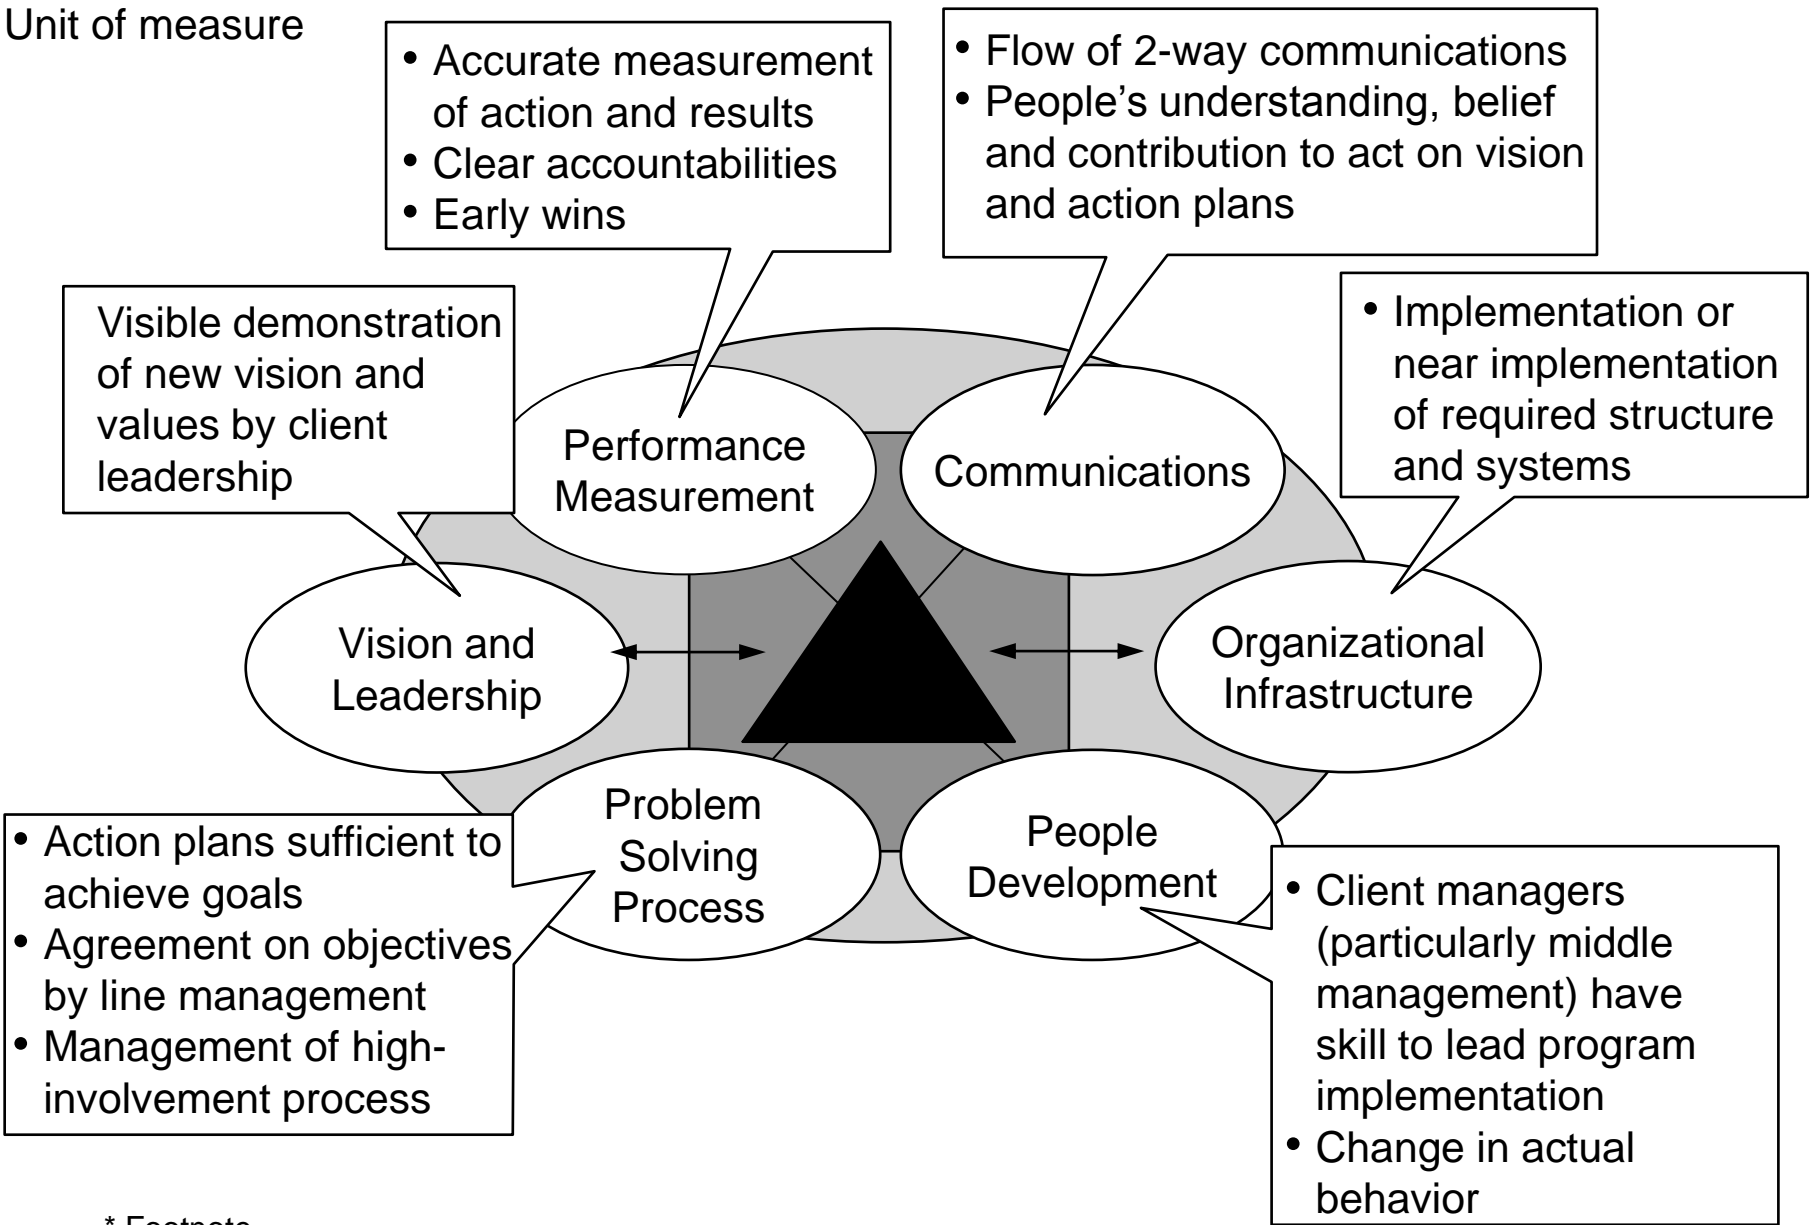 Unit of measure
• Accurate measurement
of action and results
• Clear accountabilities
• Early wins
• Flow of 2-way communications
• People’s understanding, belief
and contribution to act on vision
and action plans
Visible demonstration
of new vision and
values by client
leadership
• Implementation or
near implementation
of required structure
and systems
Performance
Measurement
Communications
Vision and
Leadership
Organizational
Infrastructure
Problem
Solving
Process
People
Development
• Action plans sufficient to
achieve goals
• Agreement on objectives
by line management
• Management of high-
involvement process
• Client managers
(particularly middle
management) have
skill to lead program
implementation
• Change in actual
behavior
* Footnote